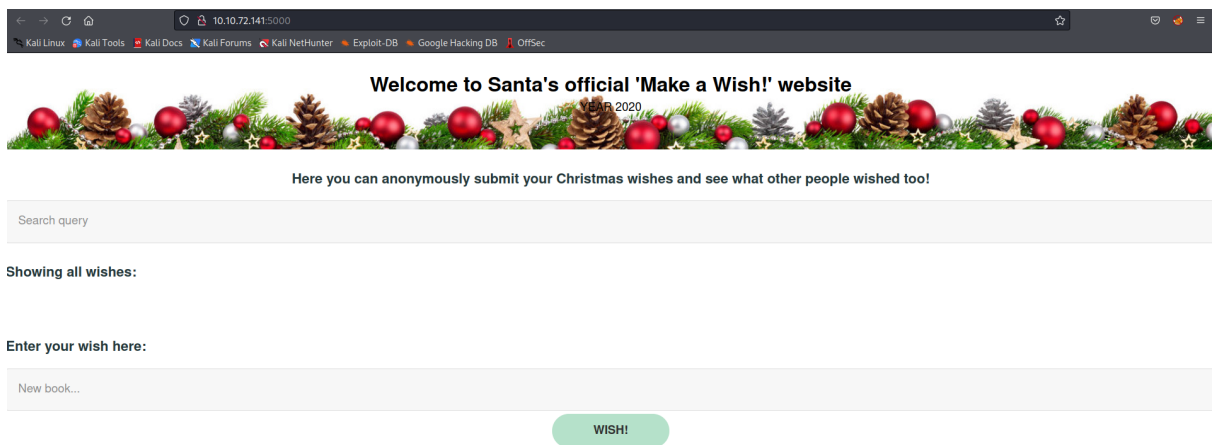 10.10.72.141:5000
Kali Linux Kali Tools Kali Docs Kali Forums Kali NetHunter Exploit-DB Google Hacking DB OffSec
Welcome to Santa's official 'Make a Wish!' website
YEAR 2020
Here you can anonymously submit your Christmas wishes and see what other people wished too!
Search query
Showing all wishes:
Enter your wish here:
New book...
WISH!